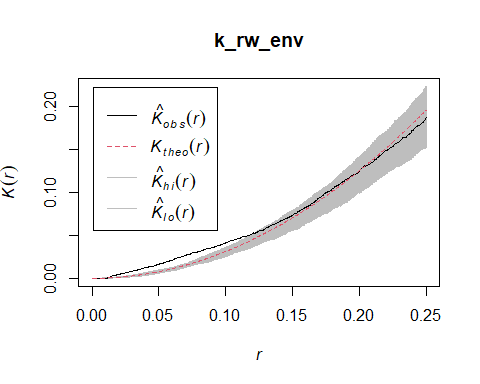 k_rw_env
K̂obs(r)
Ktheo(r)
K̂hi(r)
K̂lo(r)
K(r)
0.20
0.10
0.00
0.00 0.05 0.10 0.15 0.20 0.25
r